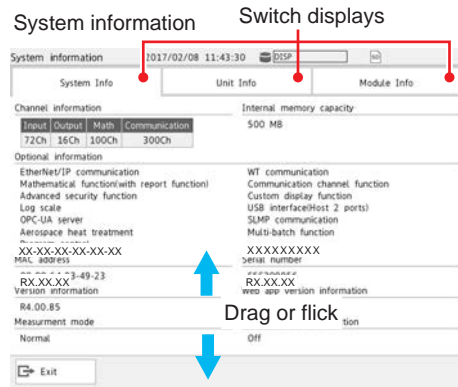 System information
Switch displays
System information 2017/02/08 11:43:30 DISP
System Info Unit Info Module Info
Channel information Internal memory capacity
Input Output Math Communication 500 MB
72Ch 16Ch 100Ch 300Ch
Optional information
EtherNet/IP communication WT communication
Mathematical function(with report function) Communication channel function
Advanced security function Custom display function
Log scale USB interface(Host 2 ports)
OPC-UA server SLMP communication
Aerospace heat treatment Multi-batch function
XX-XX-XX-XX-XX-XX XXXXXXXXX
MAC address Serial number
RX.XX.XX 3-49-23 RX.XX.XX
Version information Web app version information
R4.00.85
Drag or flick
Measurment mode tion
Normal Off
Exit